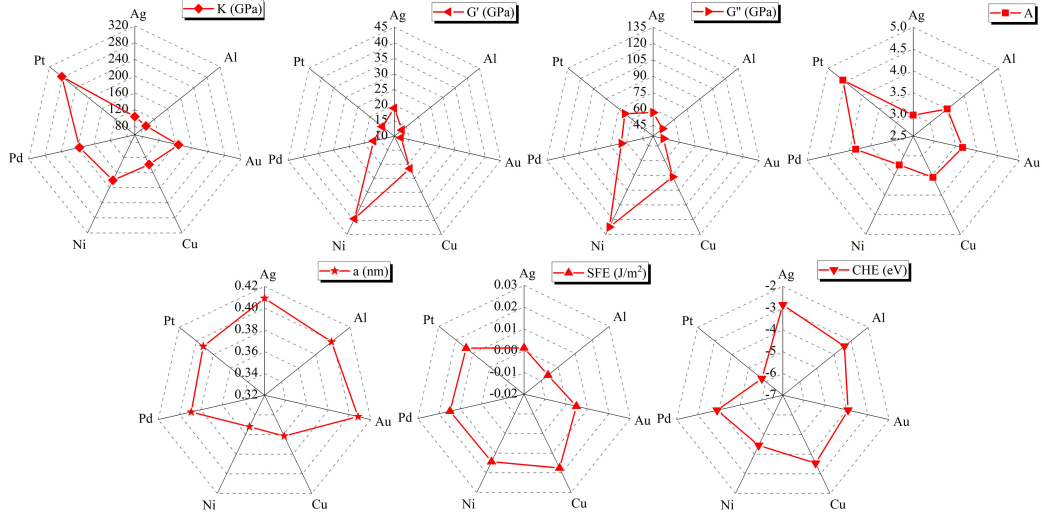 K (GPa)
Ag
Al
Au
Cu
Ni
Pd
Pt
320
280
240
200
160
120
80
G' (GPa)
Ag
Al
Au
Cu
Ni
Pd
Pt
45
40
35
30
25
20
15
10
G" (GPa)
Ag
Al
Au
Cu
Ni
Pd
Pt
135
120
105
90
75
60
45
A
Ag
Al
Au
Cu
Ni
Pd
Pt
5.0
4.5
4.0
3.5
3.0
2.5
a (nm)
Ag
Al
Au
Cu
Ni
Pd
Pt
0.42
0.40
0.38
0.36
0.34
0.32
SFE (J/m²)
Ag
Al
Au
Cu
Ni
Pd
Pt
0.03
0.02
0.01
0.00
-0.01
-0.02
CHE (eV)
Ag
Al
Au
Cu
Ni
Pd
Pt
-2
-3
-4
-5
-6
-7